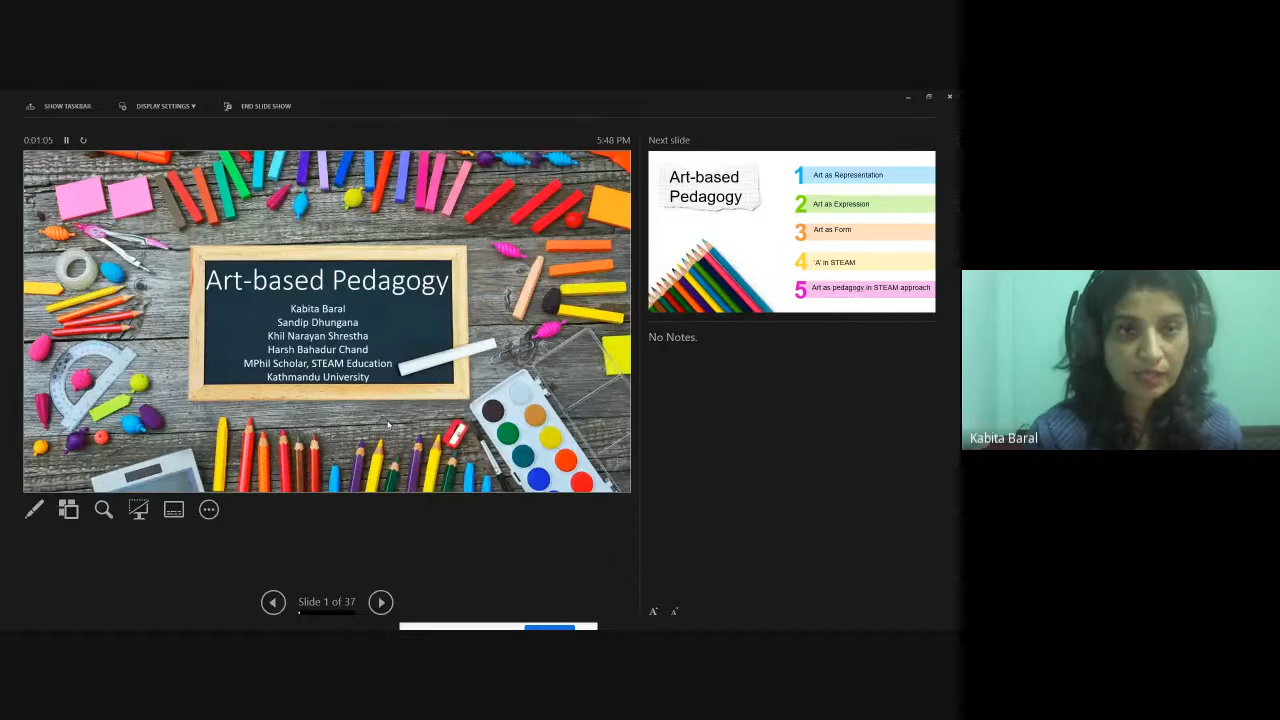 SHOW TASKBAR
DISPLAY SETTINGS ▾
END SLIDE SHOW
0:01:05
5:48 PM
Art-based Pedagogy
Kabita Baral
Sandip Dhungana
Khil Narayan Shrestha
Harsh Bahadur Chand
MPhil Scholar, STEAM Education
Kathmandu University
Slide 1 of 37
Next slide
Art-based
Pedagogy
1 Art as Representation
2 Art as Expression
3 Art as Form
4 'A' in STEAM
5 Art as pedagogy in STEAM approach
No Notes.
A A
Kabita Baral